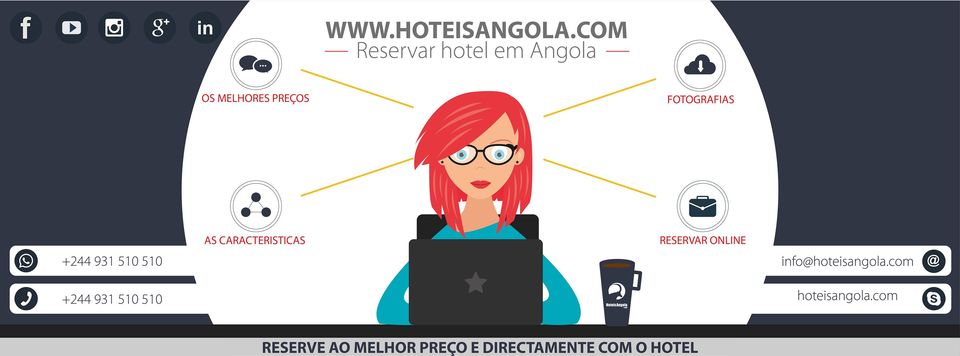 WWW.HOTEISANGOLA.COM
Reservar hotel em Angola
OS MELHORES PREÇOS
FOTOGRAFIAS
AS CARACTERISTICAS
RESERVAR ONLINE
+244 931 510 510
info@hoteisangola.com
+244 931 510 510
hoteisangola.com
HoteisAngola
RESERVE AO MELHOR PREÇO E DIRECTAMENTE COM O HOTEL